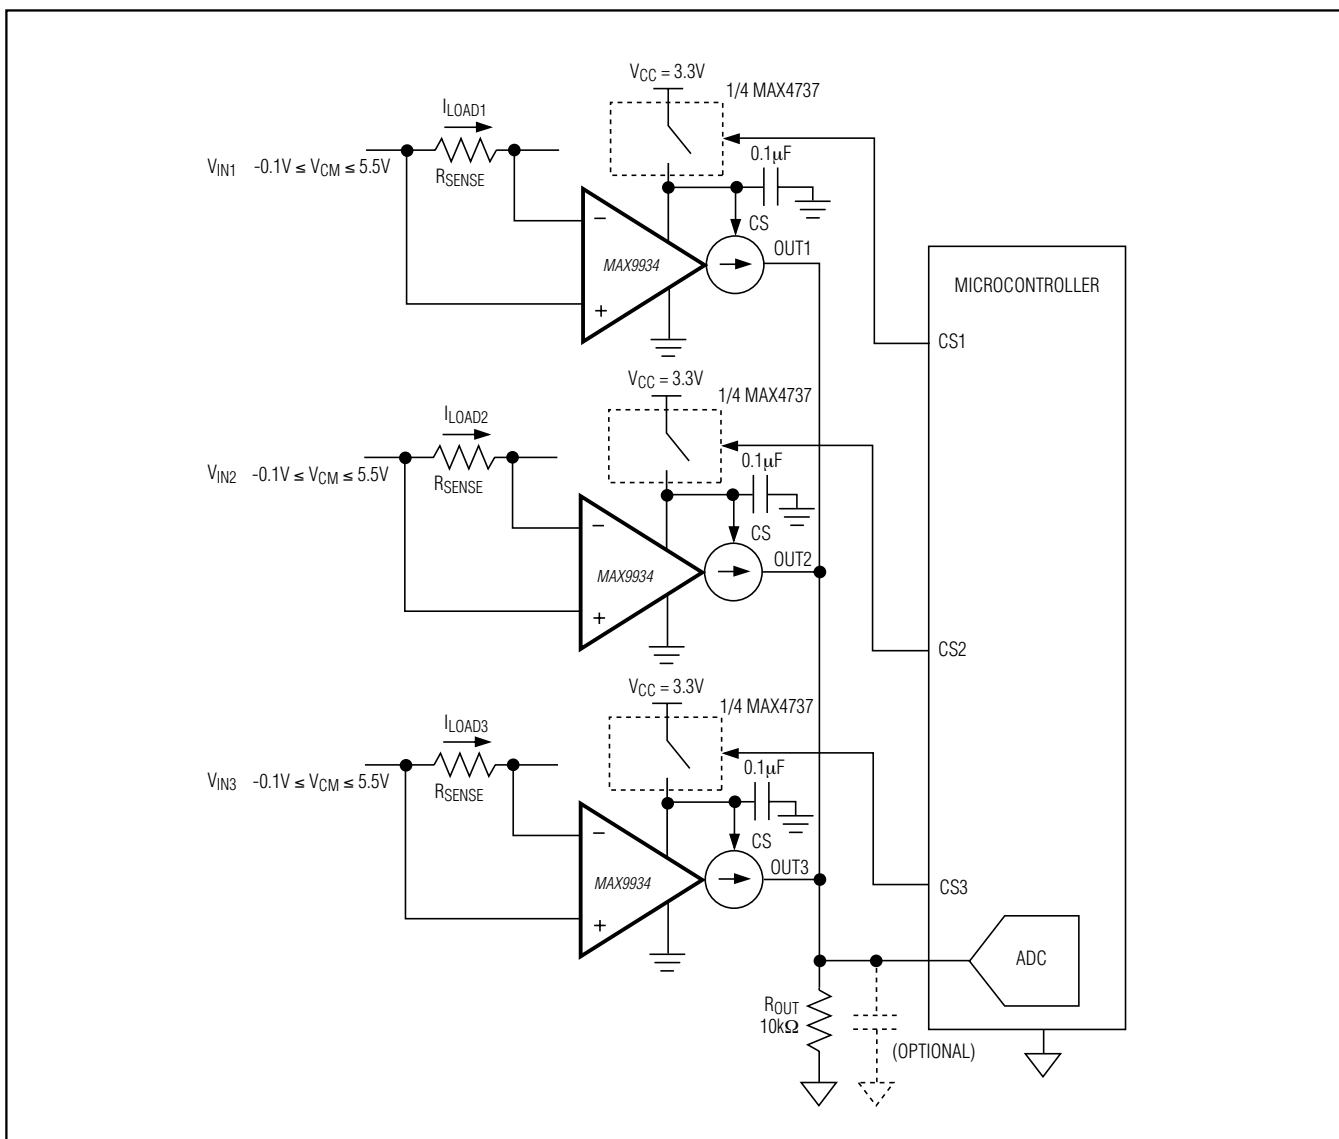 VCC = 3.3V
1/4 MAX4737
ILOAD1
0.1μF
VIN1 -0.1V ≤ VCM ≤ 5.5V
RSENSE
CS
−
OUT1
MAX9934
+
MICROCONTROLLER
CS1
VCC = 3.3V
1/4 MAX4737
ILOAD2
0.1μF
VIN2 -0.1V ≤ VCM ≤ 5.5V
RSENSE
CS
−
OUT2
MAX9934
+
CS2
VCC = 3.3V
1/4 MAX4737
ILOAD3
0.1μF
VIN3 -0.1V ≤ VCM ≤ 5.5V
RSENSE
CS
−
OUT3
MAX9934
+
CS3
ADC
ROUT
10kΩ
(OPTIONAL)